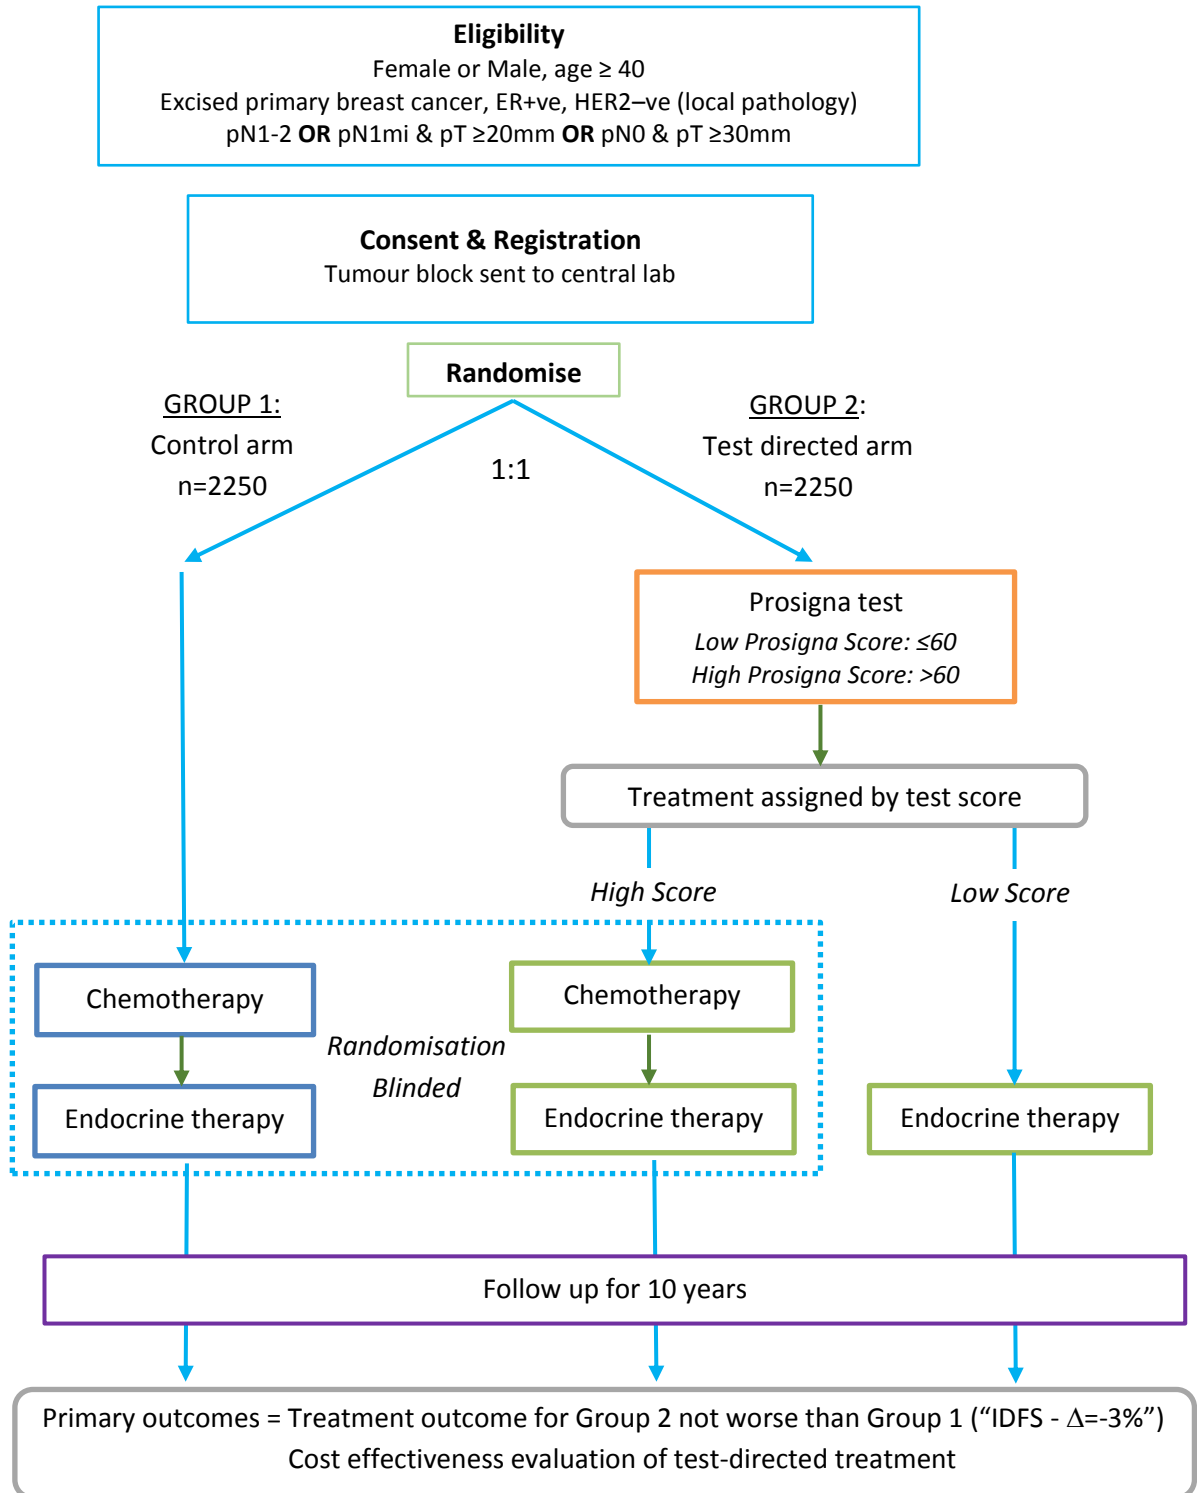 Eligibility
Female or Male, age ≥ 40
Excised primary breast cancer, ER+ve, HER2–ve (local pathology)
pN1-2 OR pN1mi & pT ≥20mm OR pN0 & pT ≥30mm
Consent & Registration
Tumour block sent to central lab
Randomise
GROUP 1:
Control arm
n=2250
1:1
GROUP 2:
Test directed arm
n=2250
Prosigna test
Low Prosigna Score: ≤60
High Prosigna Score: >60
Treatment assigned by test score
High Score
Low Score
Chemotherapy
Chemotherapy
Randomisation
Blinded
Endocrine therapy
Endocrine therapy
Endocrine therapy
Follow up for 10 years
Primary outcomes = Treatment outcome for Group 2 not worse than Group 1 (“IDFS - Δ=-3%”)
Cost effectiveness evaluation of test-directed treatment